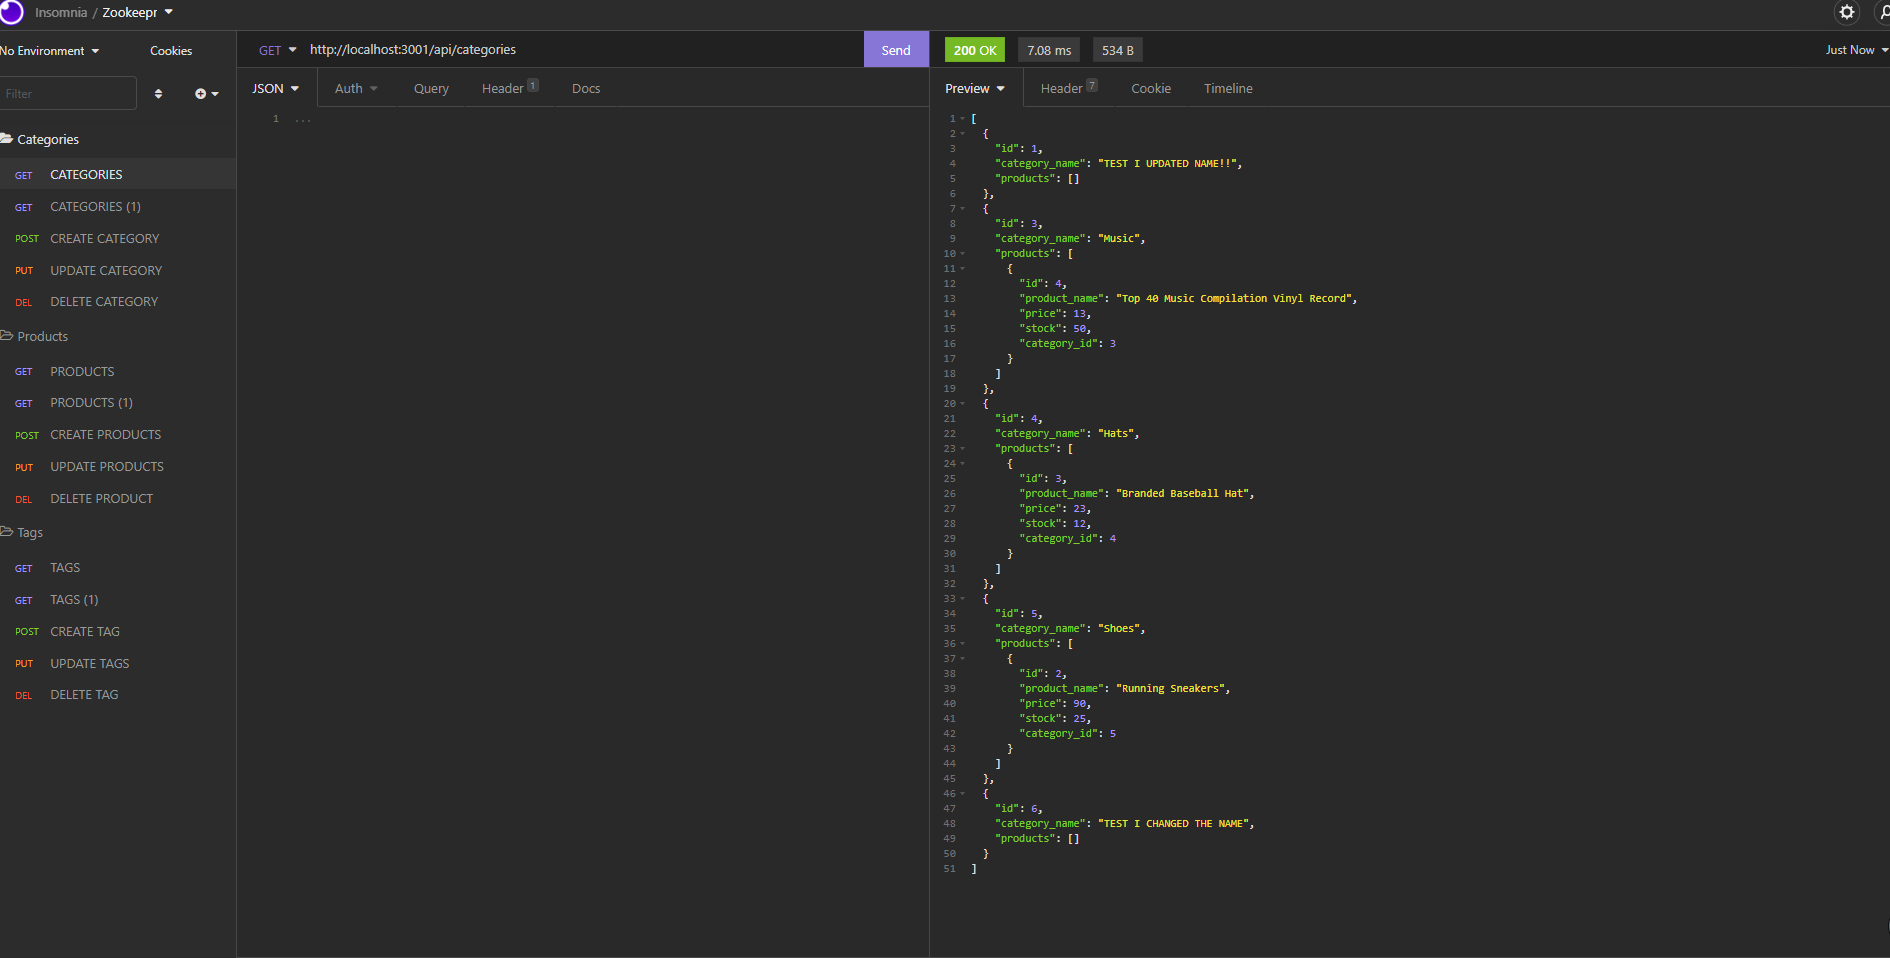 Insomnia / Zookeepr
No Environment
Cookies
Filter
Categories
GET CATEGORIES
GET CATEGORIES (1)
POST CREATE CATEGORY
PUT UPDATE CATEGORY
DEL DELETE CATEGORY
Products
GET PRODUCTS
GET PRODUCTS (1)
POST CREATE PRODUCTS
PUT UPDATE PRODUCTS
DEL DELETE PRODUCT
Tags
GET TAGS
GET TAGS (1)
POST CREATE TAG
PUT UPDATE TAGS
DEL DELETE TAG
GET http://localhost:3001/api/categories Send
JSON Auth Query Header 1 Docs
1 ...
200 OK 7.08 ms 534 B Just Now
Preview Header 7 Cookie Timeline
1 [
2 {
3 "id": 1,
4 "category_name": "TEST I UPDATED NAME!!",
5 "products": []
6 },
7 {
8 "id": 3,
9 "category_name": "Music",
10 "products": [
11 {
12 "id": 4,
13 "product_name": "Top 40 Music Compilation Vinyl Record",
14 "price": 13,
15 "stock": 50,
16 "category_id": 3
17 }
18 ]
19 },
20 {
21 "id": 4,
22 "category_name": "Hats",
23 "products": [
24 {
25 "id": 3,
26 "product_name": "Branded Baseball Hat",
27 "price": 23,
28 "stock": 12,
29 "category_id": 4
30 }
31 ]
32 },
33 {
34 "id": 5,
35 "category_name": "Shoes",
36 "products": [
37 {
38 "id": 2,
39 "product_name": "Running Sneakers",
40 "price": 90,
41 "stock": 25,
42 "category_id": 5
43 }
44 ]
45 },
46 {
47 "id": 6,
48 "category_name": "TEST I CHANGED THE NAME",
49 "products": []
50 }
51 ]